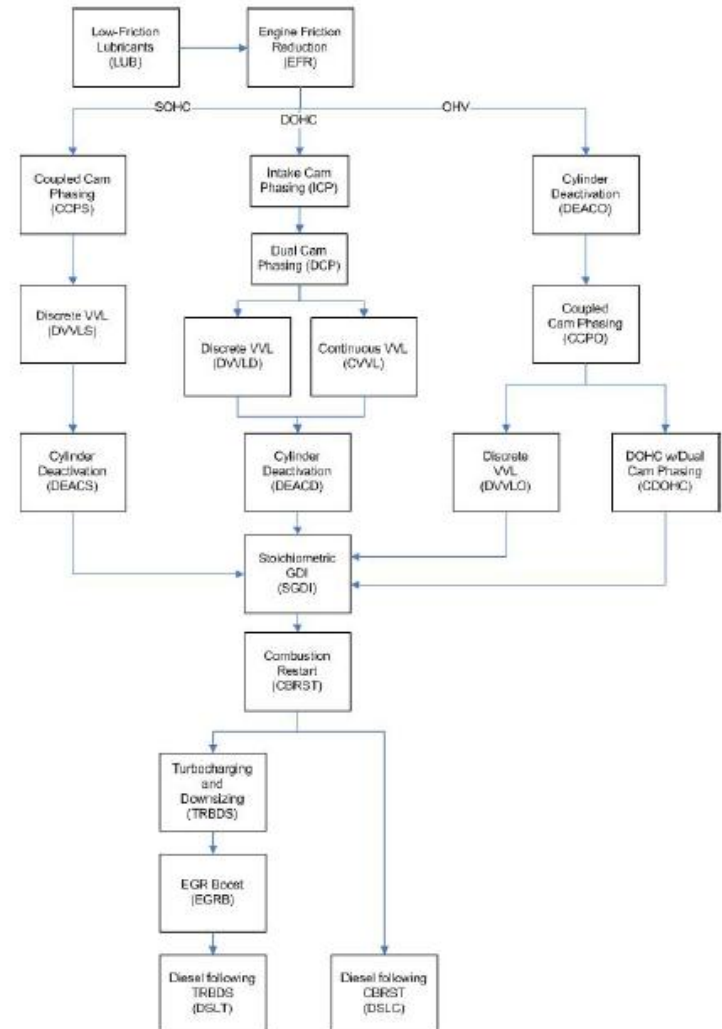 Low-Friction
Lubricants
(LUB)
Engine Friction
Reduction
(EFR)
SOHC
DOHC
OHV
Coupled Cam
Phasing
(CCPS)
Intake Cam
Phasing (ICP)
Cylinder
Deactivation
(DEACO)
Dual Cam
Phasing (DCP)
Discrete VVL
(DVVLS)
Discrete VVL
(DVVLD)
Continuous VVL
(CVVL)
Coupled
Cam Phasing
(CCPO)
Cylinder
Deactivation
(DEACS)
Cylinder
Deactivation
(DEACD)
Discrete
VVL
(DVVLO)
DOHC w/Dual
Cam Phasing
(CDOHC)
Stoichiometric
GDI
(SGDI)
Combustion
Restart
(CBRST)
Turbocharging
and
Downsizing
(TRBDS)
EGR Boost
(EGRB)
Diesel following
TRBDS
(DSLT)
Diesel following
CBRST
(DSLC)